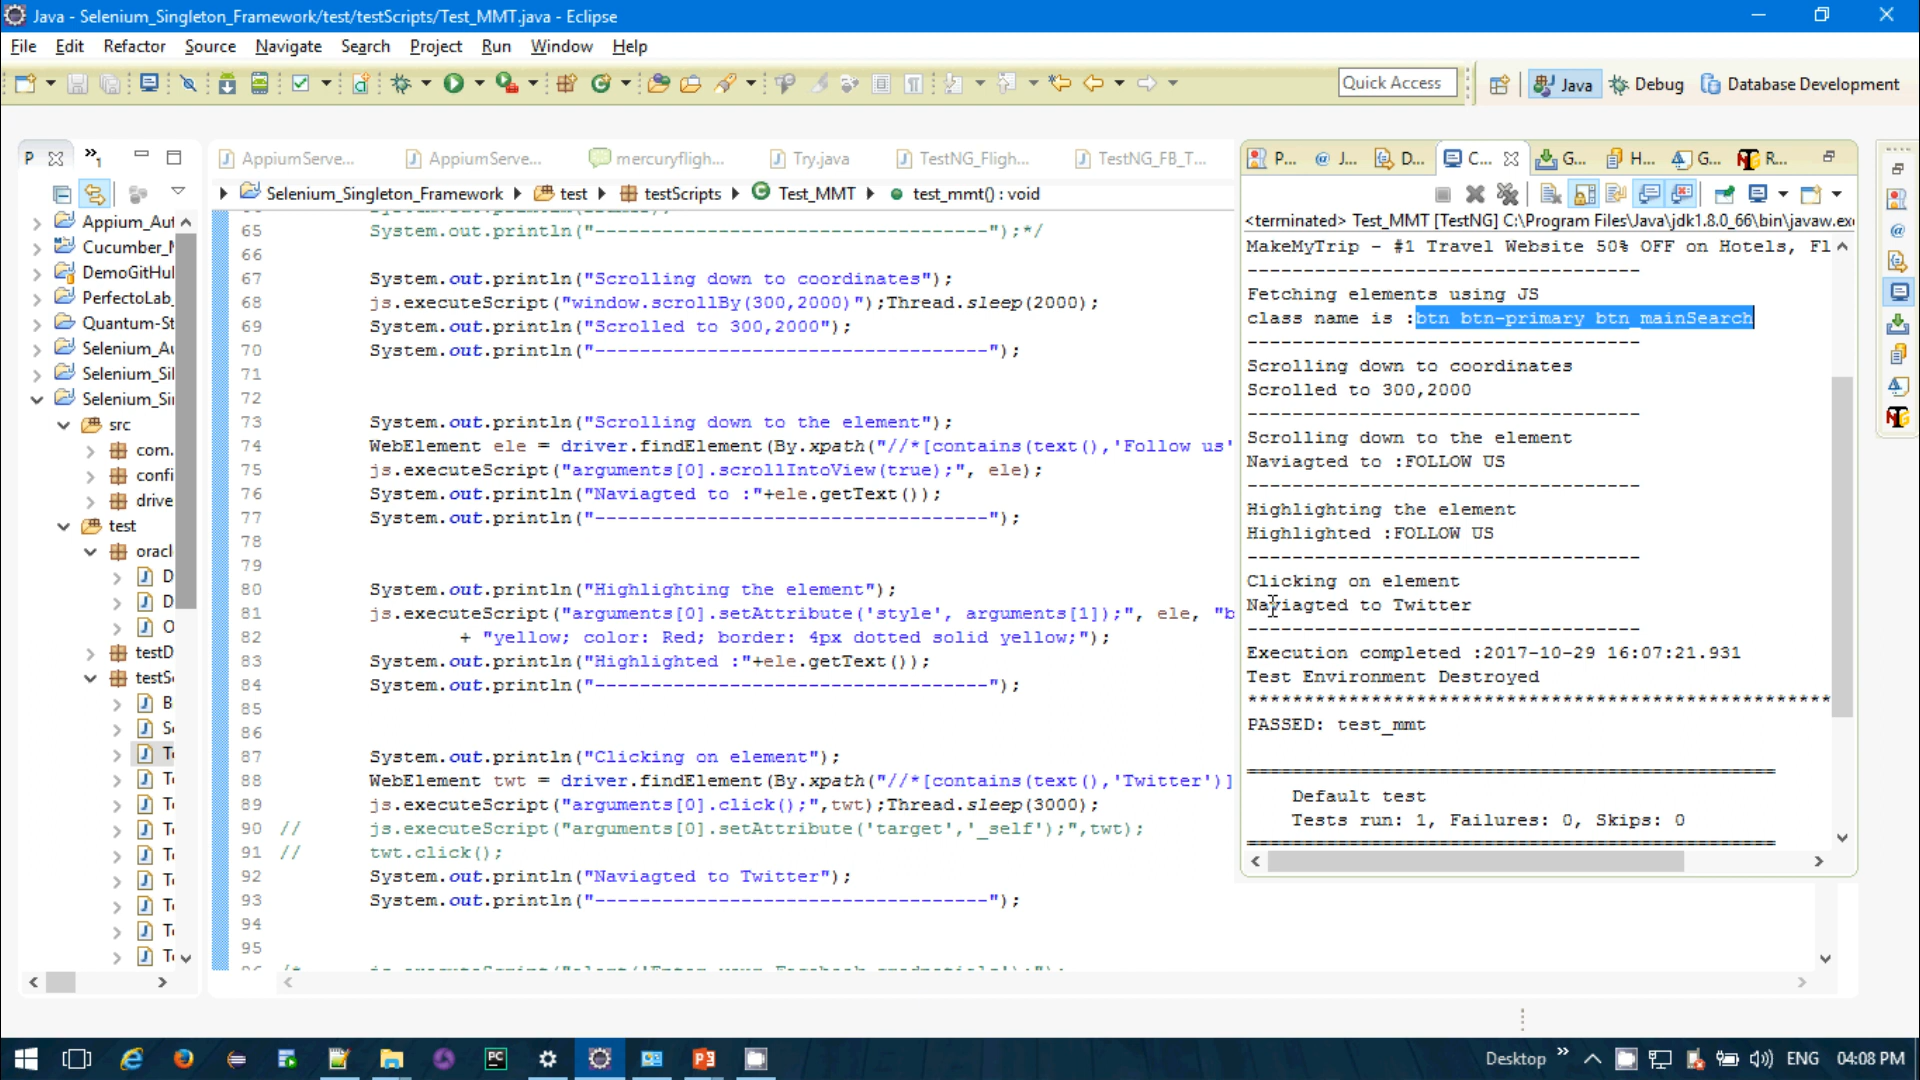 Java - Selenium_Singleton_Framework/test/testScripts/Test_MMT.java - Eclipse
File Edit Refactor Source Navigate Search Project Run Window Help
Quick Access
Java
Debug
Database Development
P
AppiumServe...
AppiumServe...
mercuryfligh...
Try.java
TestNG_Fligh...
TestNG_FB_T...
Selenium_Singleton_Framework
test
testScripts
Test_MMT
test_mmt() : void
Appium_Aut
Cucumber_M
DemoGitHul
PerfectoLab_
Quantum-St
Selenium_Au
Selenium_Sil
Selenium_Sir
src
com.
confi
drive
test
oracl
D
D
O
testD
testSc
B
Se
65 System.out.println("-----------------------------------");*/
66
67 System.out.println("Scrolling down to coordinates");
68 js.executeScript("window.scrollBy(300,2000)");Thread.sleep(2000);
69 System.out.println("Scrolled to 300,2000");
70 System.out.println("-----------------------------------");
71
72
73 System.out.println("Scrolling down to the element");
74 WebElement ele = driver.findElement(By.xpath("//*[contains(text(),'Follow us'
75 js.executeScript("arguments[0].scrollIntoView(true);", ele);
76 System.out.println("Naviagted to :"+ele.getText());
77 System.out.println("-----------------------------------");
78
79
80 System.out.println("Highlighting the element");
81 js.executeScript("arguments[0].setAttribute('style', arguments[1]);", ele, "b
82 + "yellow; color: Red; border: 4px dotted solid yellow;");
83 System.out.println("Highlighted :"+ele.getText());
84 System.out.println("-----------------------------------");
85
86
87 System.out.println("Clicking on element");
88 WebElement twt = driver.findElement(By.xpath("//*[contains(text(),'Twitter')]
89 js.executeScript("arguments[0].click();",twt);Thread.sleep(3000);
90 // js.executeScript("arguments[0].setAttribute('target','_self');",twt);
91 // twt.click();
92 System.out.println("Naviagted to Twitter");
93 System.out.println("-----------------------------------");
94
95
P... J... D... C... G... H... G... R...
<terminated> Test_MMT [TestNG] C:\Program Files\Java\jdk1.8.0_66\bin\javaw.exe
MakeMyTrip - #1 Travel Website 50% OFF on Hotels, Fl
-----------------------------------
Fetching elements using JS
class name is :btn btn-primary btn_mainSearch
-----------------------------------
Scrolling down to coordinates
Scrolled to 300,2000
-----------------------------------
Scrolling down to the element
Naviagted to :FOLLOW US
-----------------------------------
Highlighting the element
Highlighted :FOLLOW US
-----------------------------------
Clicking on element
Naviagted to Twitter
-----------------------------------
Execution completed :2017-10-29 16:07:21.931
Test Environment Destroyed
****************************************************
PASSED: test_mmt
===============================================
Default test
Tests run: 1, Failures: 0, Skips: 0
===============================================
Desktop
ENG
04:08 PM